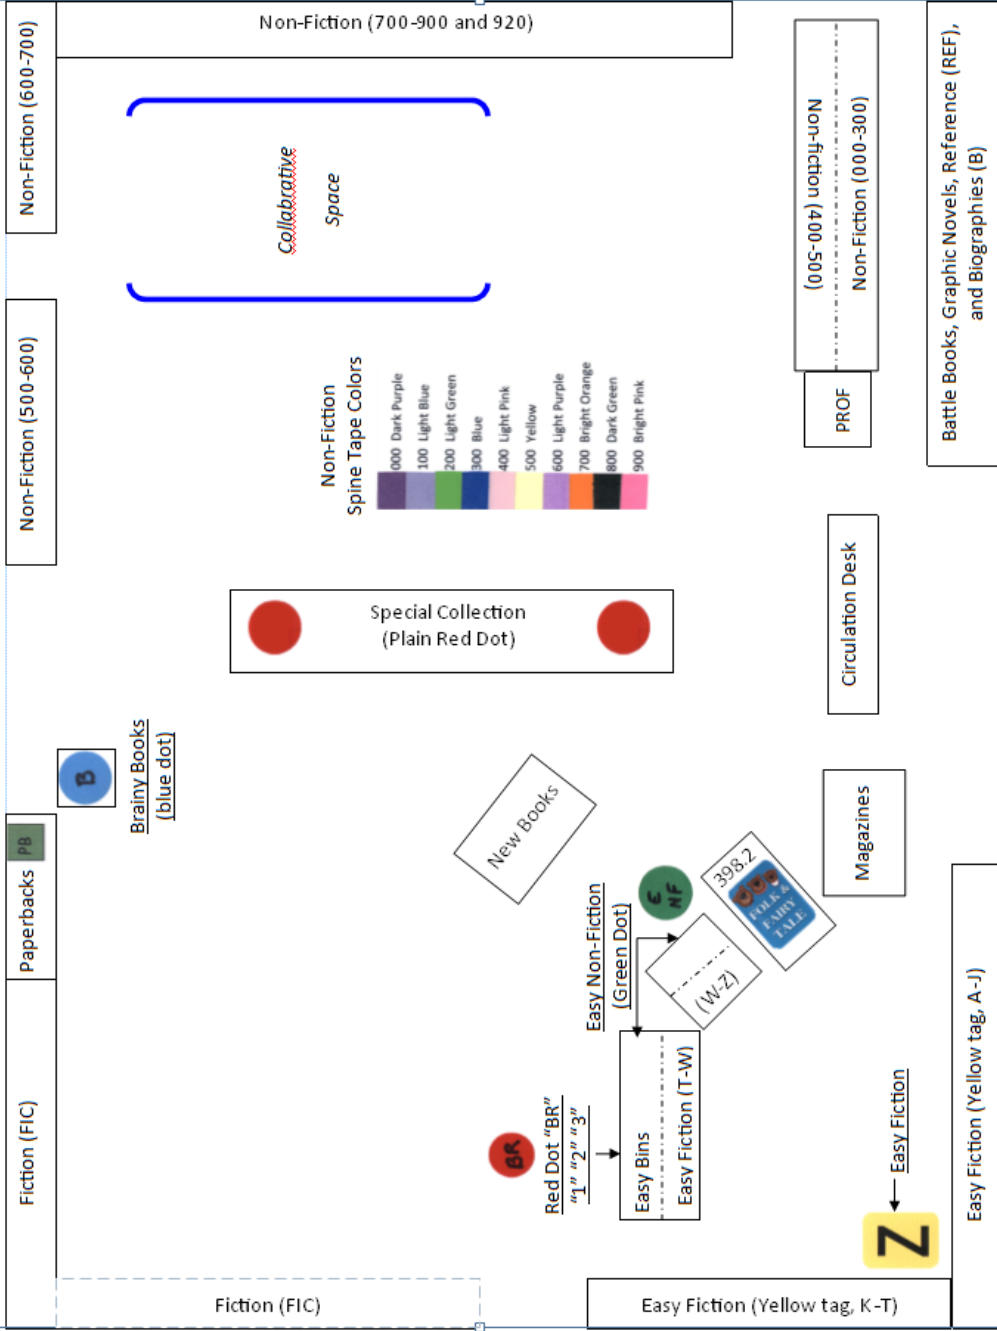 Non-Fiction (700-900 and 920)
Non-Fiction (600-700)
Collabrative
Space
Non-fiction (400-500)
Non-Fiction (000-300)
Battle Books, Graphic Novels, Reference (REF),
and Biographies (B)
PROF
Non-Fiction (500-600)
Non-Fiction
Spine Tape Colors
000 Dark Purple
100 Light Blue
200 Light Green
300 Blue
400 Light Pink
500 Yellow
600 Light Purple
700 Bright Orange
800 Dark Green
900 Bright Pink
Special Collection
(Plain Red Dot)
Circulation Desk
B
Brainy Books
(blue dot)
PB
Paperbacks
New Books
Magazines
398.2
FOLK &
FAIRY
TALE
E
NF
Easy Non-Fiction
(Green Dot)
(W-Z)
BR
Red Dot “BR”
“1” “2” “3”
Easy Bins
Easy Fiction (T-W)
Easy Fiction
Z
Easy Fiction (Yellow tag, A-J)
Fiction (FIC)
Fiction (FIC)
Easy Fiction (Yellow tag, K-T)